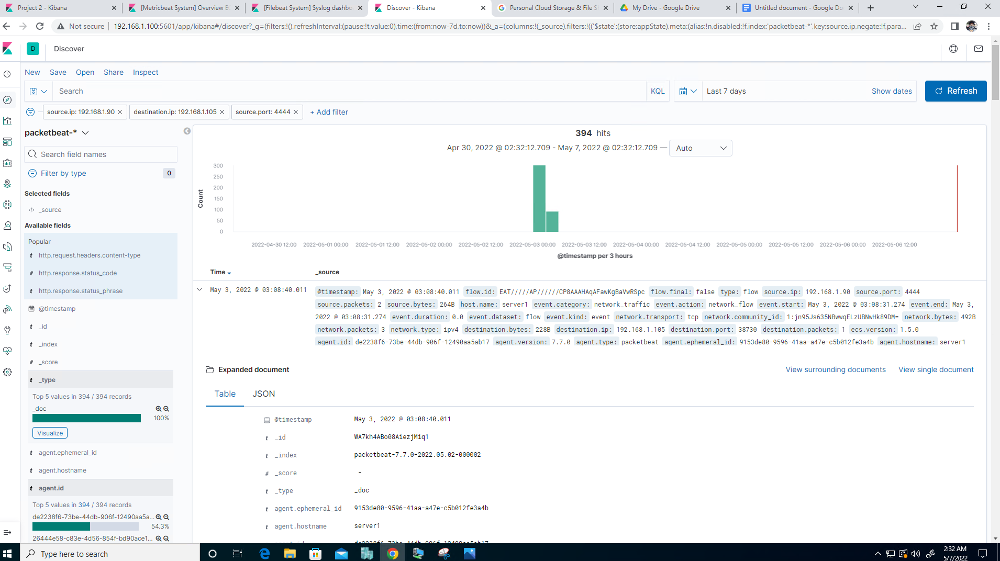 Project 2 - Kibana
[Metricbeat System] Overview EC
[Filebeat System] Syslog dashbo
Discover - Kibana
Personal Cloud Storage & File S
My Drive - Google Drive
Untitled document - Google Do
Not secure
192.168.1.100:5601/app/kibana#/discover?_g=(filters:!(),refreshInterval:(pause:!t,value:0),time:(from:now-7d,to:now))&_a=(columns:!(_source),filters:!(('$state':(store:appState),meta:(alias:!n,disabled:!f,index:'packetbeat-*',key:source.ip,negate:!f,para...
D
Discover
New Save Open Share Inspect
Search
KQL
Last 7 days
Show dates
Refresh
source.ip: 192.168.1.90
destination.ip: 192.168.1.105
source.port: 4444
+ Add filter
packetbeat-*
Search field names
Filter by type 0
Selected fields
_source
Available fields
Popular
t http.request.headers.content-type
# http.response.status_code
t http.response.status_phrase
@timestamp
t _id
t _index
# _score
t _type
Top 5 values in 394 / 394 records
_doc
100%
Visualize
t agent.ephemeral_id
t agent.hostname
t agent.id
Top 5 values in 394 / 394 records
de2238f6-73be-44db-906f-12490aa5a...
54.3%
26444e58-c83e-4d56-854f-bd90ace1...
394 hits
Apr 30, 2022 @ 02:32:12.709 - May 7, 2022 @ 02:32:12.709 —
Auto
Count
300
250
200
150
100
50
0
2022-04-30 12:00 2022-05-01 00:00 2022-05-01 12:00 2022-05-02 00:00 2022-05-02 12:00 2022-05-03 00:00 2022-05-03 12:00 2022-05-04 00:00 2022-05-04 12:00 2022-05-05 00:00 2022-05-05 12:00 2022-05-06 00:00 2022-05-06 12:00
@timestamp per 3 hours
Time _source
May 3, 2022 @ 03:08:40.011
@timestamp: May 3, 2022 @ 03:08:40.011 flow.id: EAT/////AP//////CP8AAAHAqAFawKgBaVwRSpc flow.final: false type: flow source.ip: 192.168.1.90 source.port: 4444
source.packets: 2 source.bytes: 264B host.name: server1 event.category: network_traffic event.action: network_flow event.start: May 3, 2022 @ 03:08:31.274 event.end: May 3,
2022 @ 03:08:31.274 event.duration: 0.0 event.dataset: flow event.kind: event network.transport: tcp network.community_id: 1:jn95Js635NBwwqELzUBNwHk89DM= network.bytes: 492B
network.packets: 3 network.type: ipv4 destination.bytes: 228B destination.ip: 192.168.1.105 destination.port: 38730 destination.packets: 1 ecs.version: 1.5.0
agent.id: de2238f6-73be-44db-906f-12490aa5ab17 agent.version: 7.7.0 agent.type: packetbeat agent.ephemeral_id: 9153de80-9596-41aa-a47e-c5b012fe3a4b agent.hostname: server1
Expanded document
View surrounding documents
View single document
Table JSON
@timestamp May 3, 2022 @ 03:08:40.011
t _id WA7kh4ABo08AiezjMiq1
t _index packetbeat-7.7.0-2022.05.02-000002
# _score -
t _type _doc
t agent.ephemeral_id 9153de80-9596-41aa-a47e-c5b012fe3a4b
t agent.hostname server1
t agent.id de2238f6-73be-44db-906f-12490aa5ab17
Type here to search
2:32 AM
5/7/2022